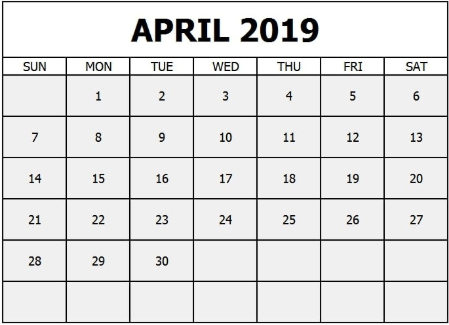 APRIL 2019
SUN MON TUE WED THU FRI SAT
1 2 3 4 5 6
7 8 9 10 11 12 13
14 15 16 17 18 19 20
21 22 23 24 25 26 27
28 29 30